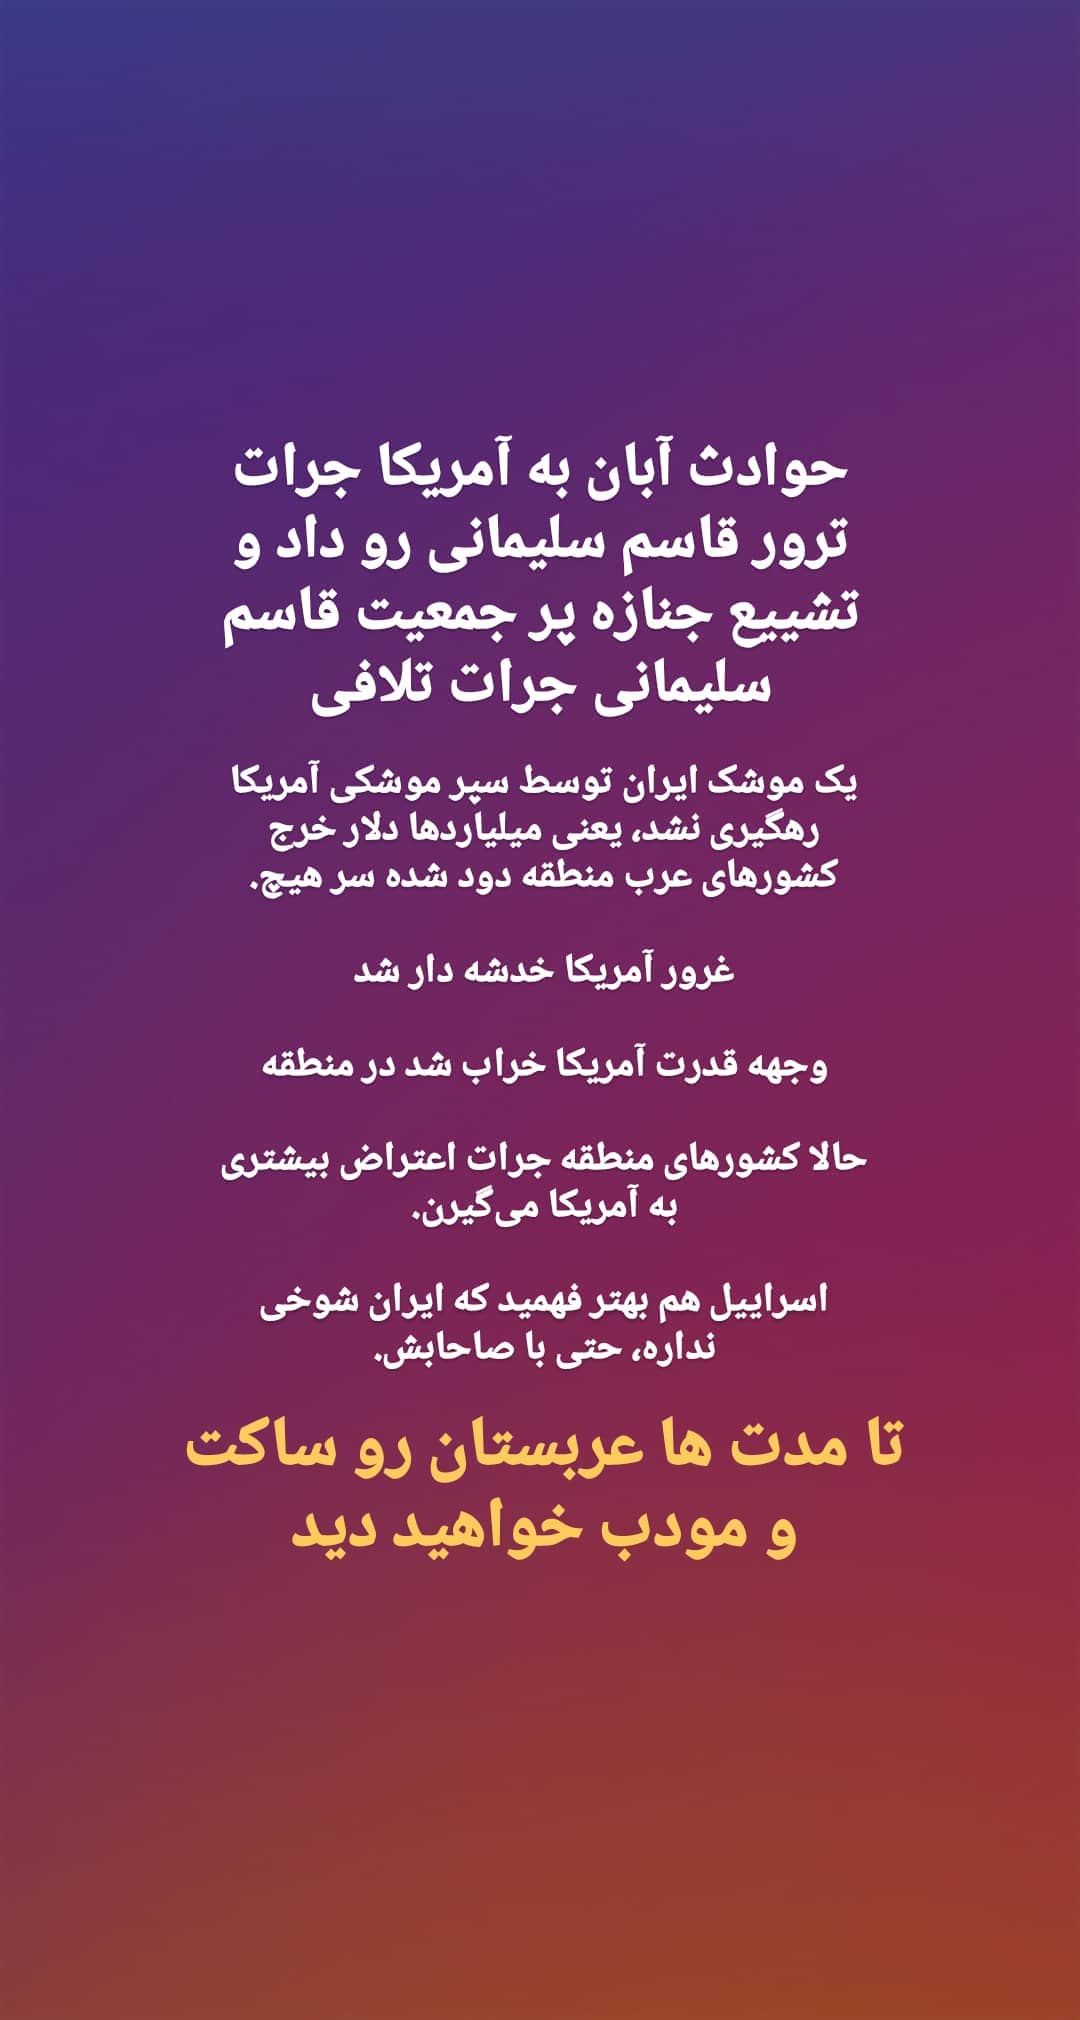 حوادث آبان به آمریکا جرات
ترور قاسم سلیمانی رو داد و
تشییع جنازه پر جمعیت قاسم
سلیمانی جرات تلافی
یک موشک ایران توسط سپر موشکی آمریکا
رهگیری نشد، یعنی میلیاردها دلار خرج
کشورهای عرب منطقه دود شده سر هیچ.
غرور آمریکا خدشه دار شد
وجهه قدرت آمریکا خراب شد در منطقه
حالا کشورهای منطقه جرات اعتراض بیشتری
به آمریکا می‌گیرن.
اسراییل هم بهتر فهمید که ایران شوخی
نداره، حتی با صاحابش.
تا مدت ها عربستان رو ساکت
و مودب خواهید دید